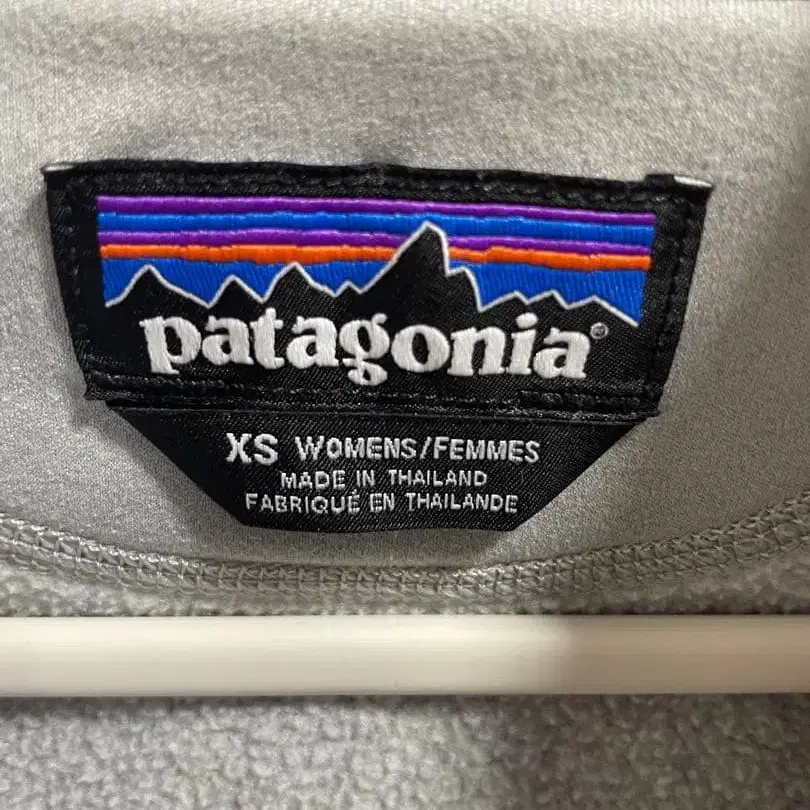 patagonia®
XS WOMENS/FEMMES
MADE IN THAILAND
FABRIQUÉ EN THAILANDE